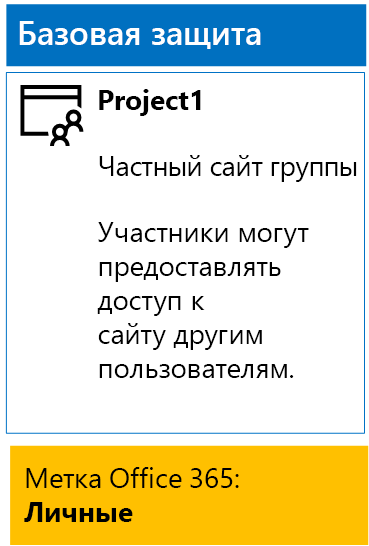 Базовая защита
Project1
Частный сайт группы
Участники могут
предоставлять
доступ к
сайту другим
пользователям.
Метка Office 365:
Личные